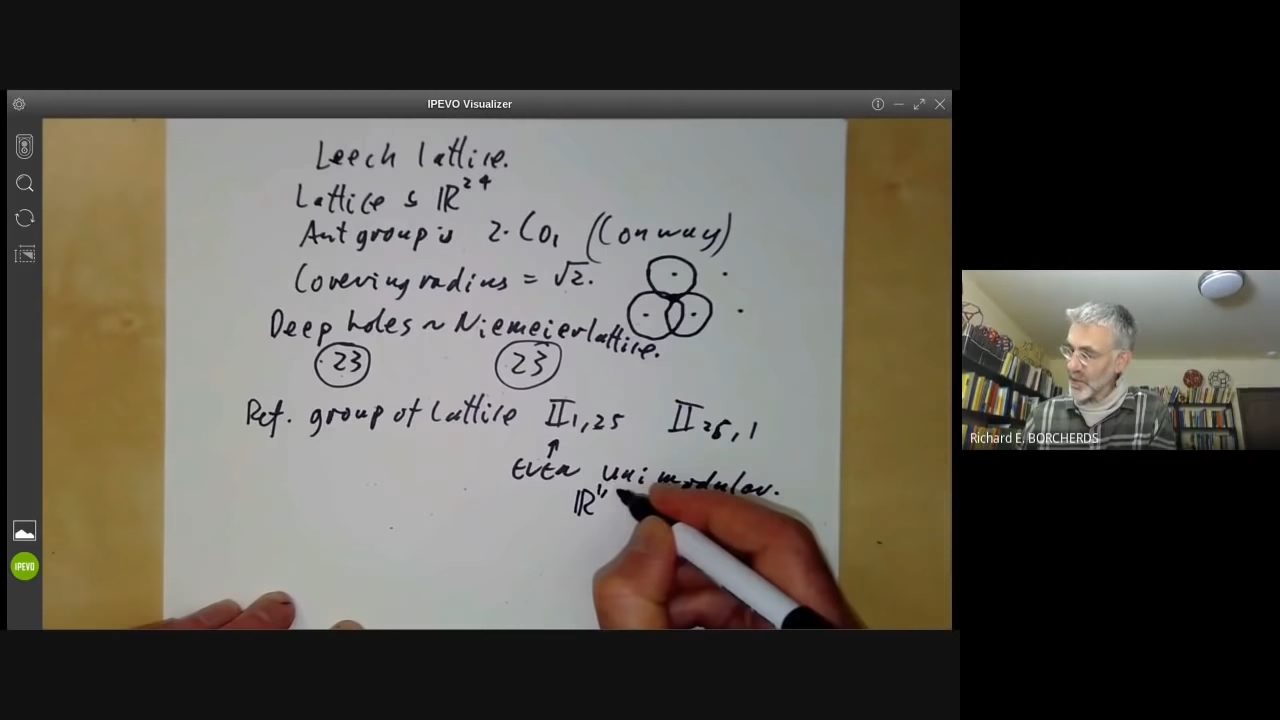 IPEVO Visualizer
Leech lattice.
Lattice s ℝ²⁴
Aut group is 2·Co₁ (Conway)
Covering radius = √2.
Deep holes ~ Niemeier lattice.
23 23
Ref. group of lattice II₁,₂₅ II₂₅,₁
↑
EVEN unimodular.
ℝ¹,
Richard E. BORCHERDS
IPEVO